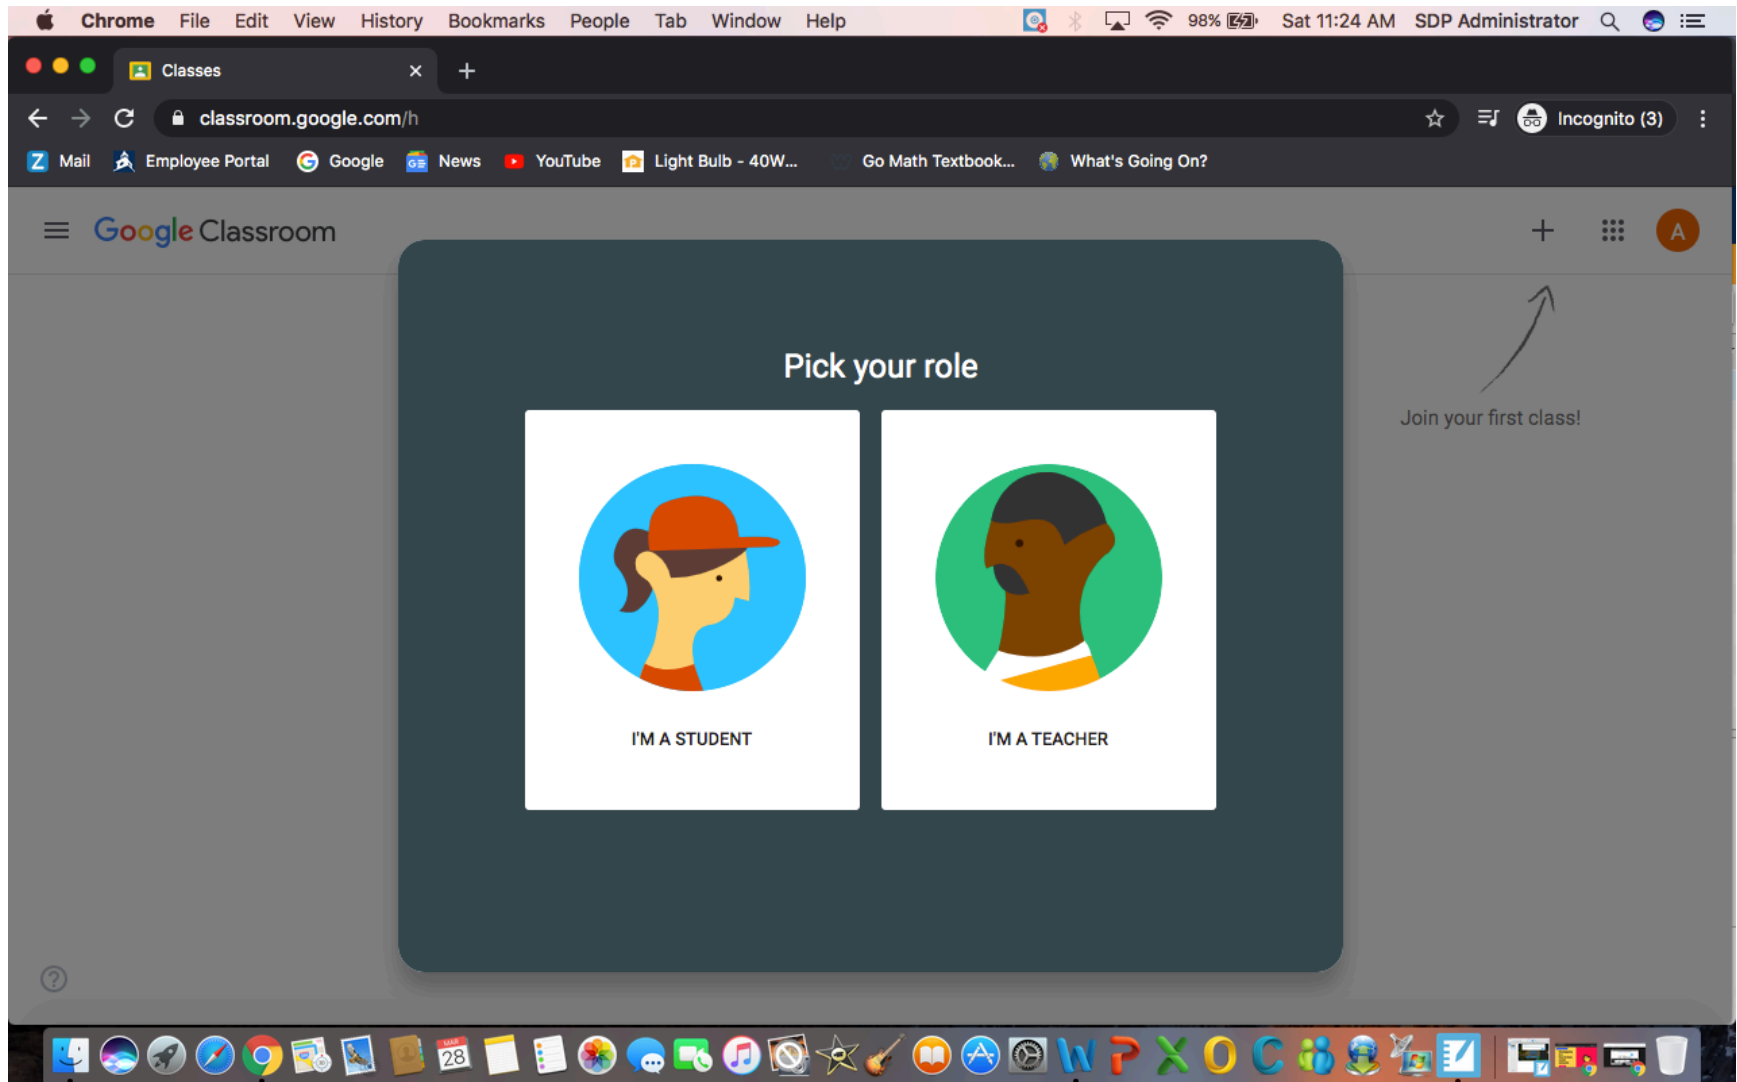 Chrome File Edit View History Bookmarks People Tab Window Help 98% Sat 11:24 AM SDP Administrator
Classes
classroom.google.com/h Incognito (3)
Z Mail Employee Portal G Google GE News YouTube Light Bulb - 40W... Go Math Textbook... What's Going On?
Google Classroom A
Pick your role
Join your first class!
I'M A STUDENT I'M A TEACHER
MAR
28